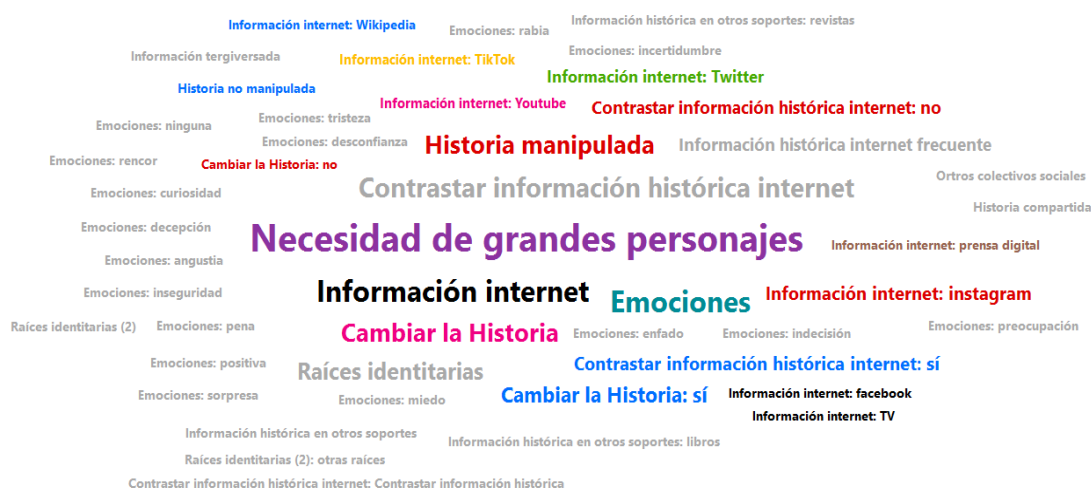 Información histórica en otros soportes: revistas
Información internet: Wikipedia
Emociones: rabia
Emociones: incertidumbre
Información tergiversada
Información internet: TikTok
Información internet: Twitter
Historia no manipulada
Información internet: Youtube
Contrastar información histórica internet: no
Emociones: tristeza
Emociones: ninguna
Emociones: desconfianza
Historia manipulada
Información histórica internet frecuente
Emociones: rencor
Cambiar la Historia: no
Ortros colectivos sociales
Contrastar información histórica internet
Emociones: curiosidad
Historia compartida
Emociones: decepción
Necesidad de grandes personajes
Información internet: prensa digital
Emociones: angustia
Emociones: inseguridad
Información internet
Emociones
Información internet: instagram
Raíces identitarias (2)
Emociones: pena
Cambiar la Historia
Emociones: enfado
Emociones: indecisión
Emociones: preocupación
Emociones: positiva
Raíces identitarias
Contrastar información histórica internet: sí
Emociones: sorpresa
Emociones: miedo
Cambiar la Historia: sí
Información internet: facebook
Información internet: TV
Información histórica en otros soportes
Información histórica en otros soportes: libros
Raíces identitarias (2): otras raíces
Contrastar información histórica internet: Contrastar información histórica